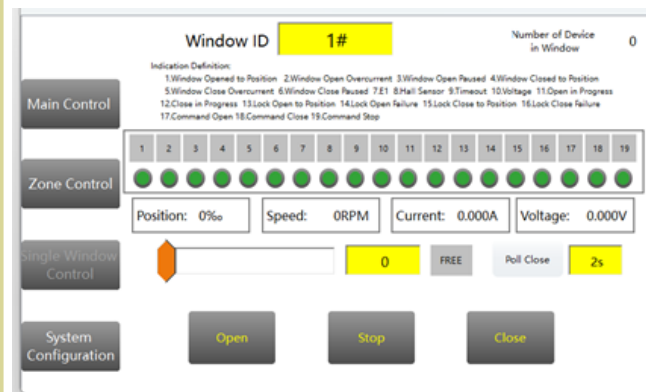 Window ID 1# Number of Device
in Window 0
Indication Definition:
1.Window Opened to Position 2.Window Open Overcurrent 3.Window Open Paused 4.Window Closed to Position
5.Window Close Overcurrent 6.Window Close Paused 7.E1 8.Hall Sensor 9.Timeout 10.Voltage 11.Open in Progress
12.Close in Progress 13.Lock Open to Position 14.Lock Open Failure 15.Lock Close to Position 16.Lock Close Failure
17.Command Open 18.Command Close 19.Command Stop
Main Control
1 2 3 4 5 6 7 8 9 10 11 12 13 14 15 16 17 18 19
Zone Control
Position: 0‰ Speed: 0RPM Current: 0.000A Voltage: 0.000V
Single Window
Control
0 FREE Poll Close 2s
System
Configuration
Open Stop Close